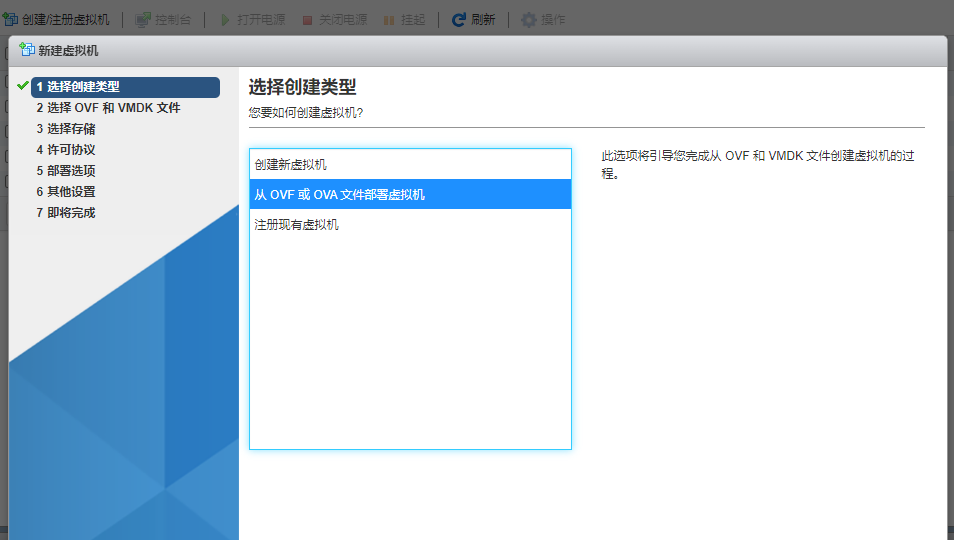 创建/注册虚拟机 控制台 打开电源 关闭电源 挂起 刷新 操作
新建虚拟机
1 选择创建类型
2 选择 OVF 和 VMDK 文件
3 选择存储
4 许可协议
5 部署选项
6 其他设置
7 即将完成
选择创建类型
您要如何创建虚拟机?
创建新虚拟机
从 OVF 或 OVA 文件部署虚拟机
注册现有虚拟机
此选项将引导您完成从 OVF 和 VMDK 文件创建虚拟机的过
程。